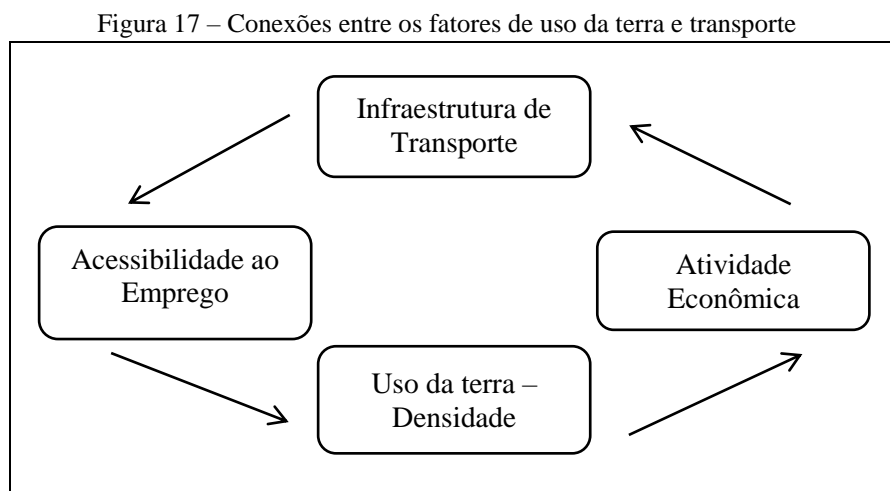 Figura 17 – Conexões entre os fatores de uso da terra e transporte
Infraestrutura de
Transporte
Acessibilidade ao
Emprego
Atividade
Econômica
Uso da terra –
Densidade